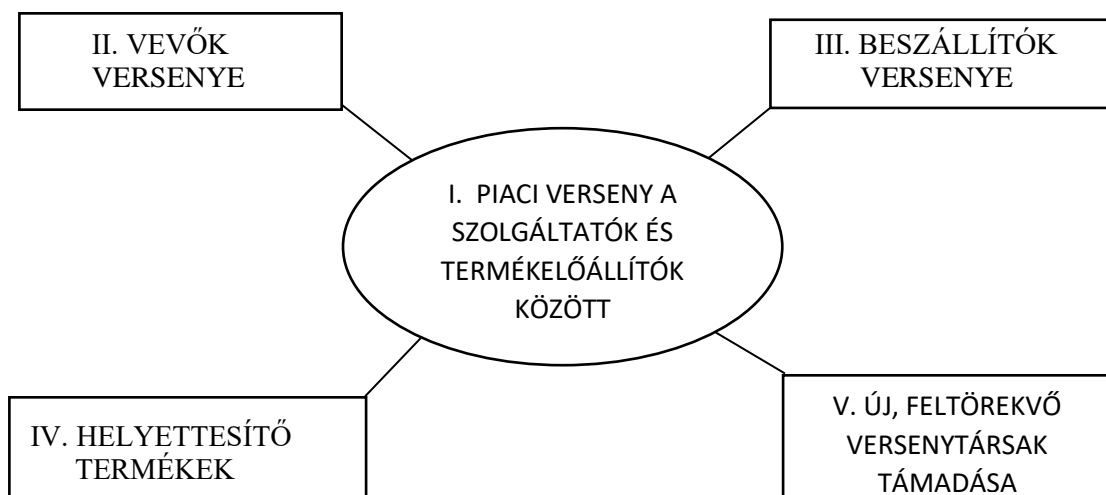 II. VEVŐK
VERSENYE
III. BESZÁLLÍTÓK
VERSENYE
I. PIACI VERSENY A
SZOLGÁLTATÓK ÉS
TERMÉKELŐÁLLÍTÓK
KÖZÖTT
IV. HELYETTESÍTŐ
TERMÉKEK
V. ÚJ, FELTÖREKVŐ
VERSENYTÁRSAK
TÁMADÁSA